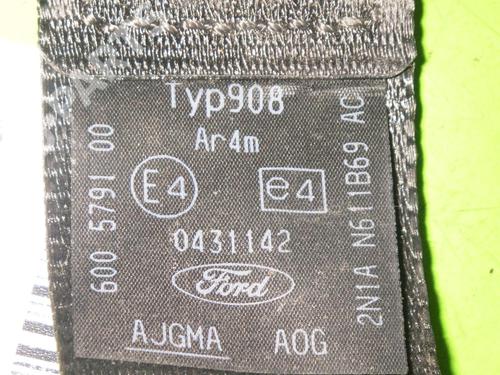 Typ908
Ar4m
E4
e4
0431142
Ford
AJGMA AOG
600 5791 00
2N1A N611B69 AC